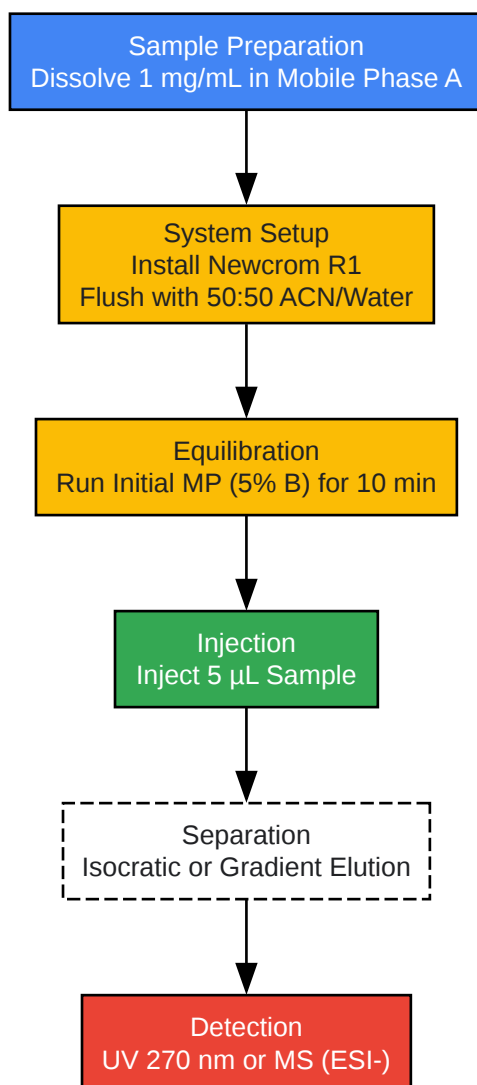 Sample Preparation
Dissolve 1 mg/mL in Mobile Phase A
System Setup
Install Newcrom R1
Flush with 50:50 ACN/Water
Equilibration
Run Initial MP (5% B) for 10 min
Injection
Inject 5 µL Sample
Separation
Isocratic or Gradient Elution
Detection
UV 270 nm or MS (ESI-)